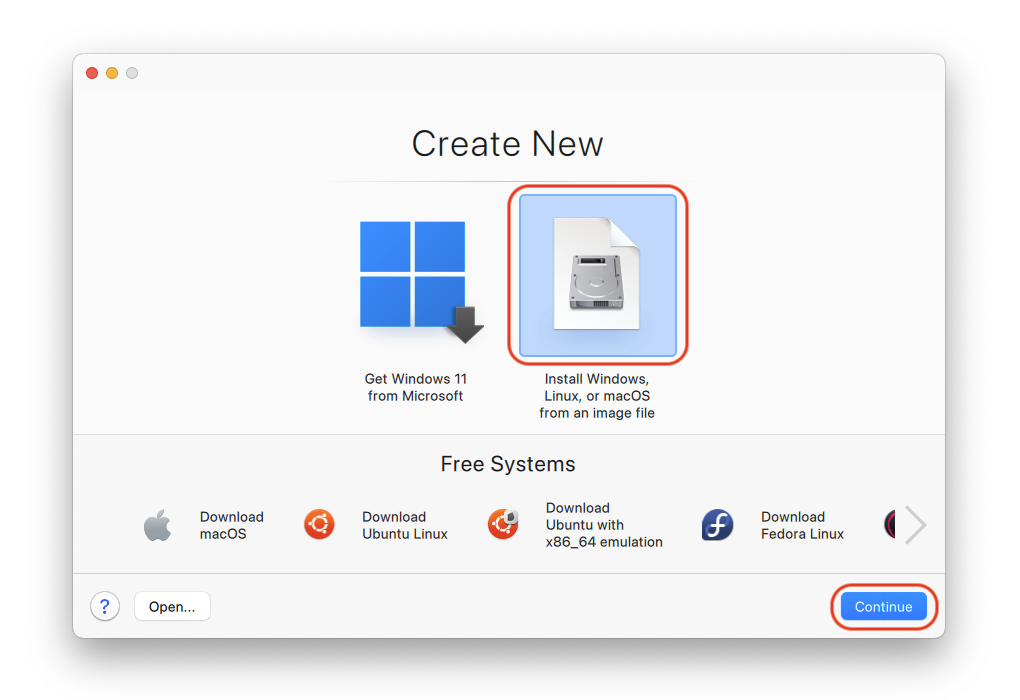 Create New
Get Windows 11
from Microsoft
Install Windows,
Linux, or macOS
from an image file
Free Systems
Download
macOS
Download
Ubuntu Linux
Download
Ubuntu with
x86_64 emulation
Download
Fedora Linux
?
Open...
Continue